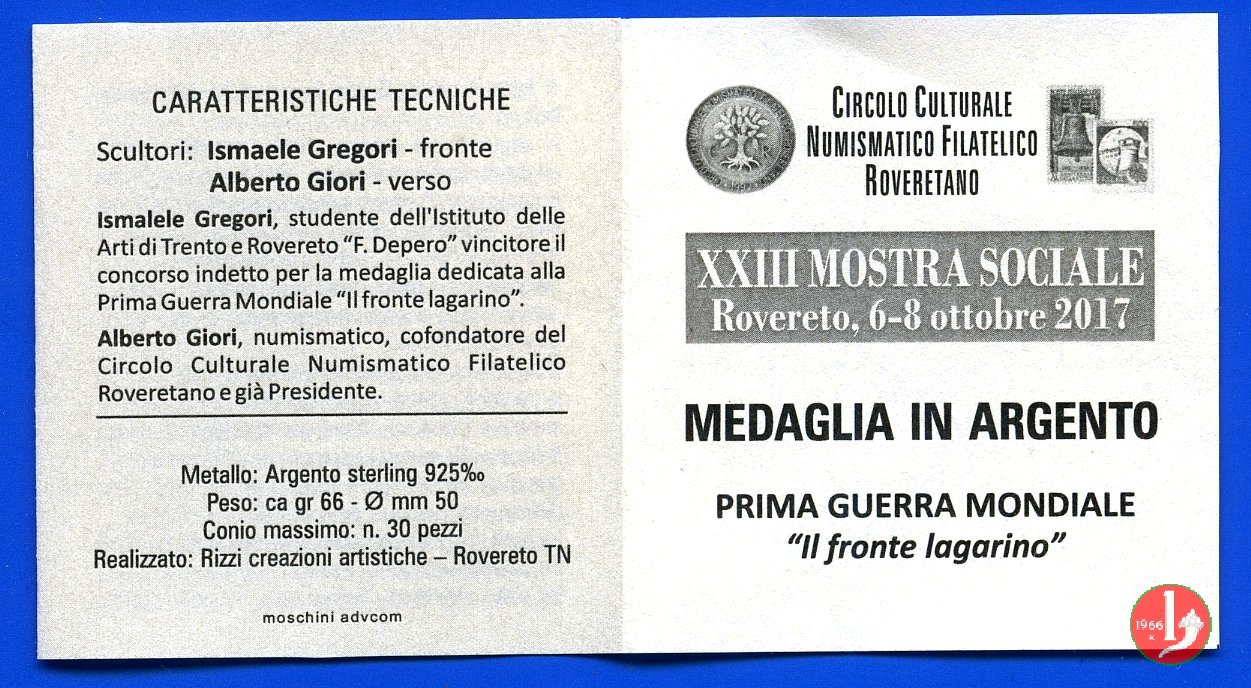 CARATTERISTICHE TECNICHE
Scultori: Ismaele Gregori - fronte
Alberto Giori - verso
Ismalele Gregori, studente dell'Istituto delle
Arti di Trento e Rovereto "F. Depero" vincitore il
concorso indetto per la medaglia dedicata alla
Prima Guerra Mondiale "Il fronte lagarino".
Alberto Giori, numismatico, cofondatore del
Circolo Culturale Numismatico Filatelico
Roveretano e già Presidente.
Metallo: Argento sterling 925‰
Peso: ca gr 66 - Ø mm 50
Conio massimo: n. 30 pezzi
Realizzato: Rizzi creazioni artistiche – Rovereto TN
moschini advcom
CIRCOLO CULTURALE
NUMISMATICO FILATELICO
ROVERETANO
XXIII MOSTRA SOCIALE
Rovereto, 6-8 ottobre 2017
MEDAGLIA IN ARGENTO
PRIMA GUERRA MONDIALE
"Il fronte lagarino"
1966